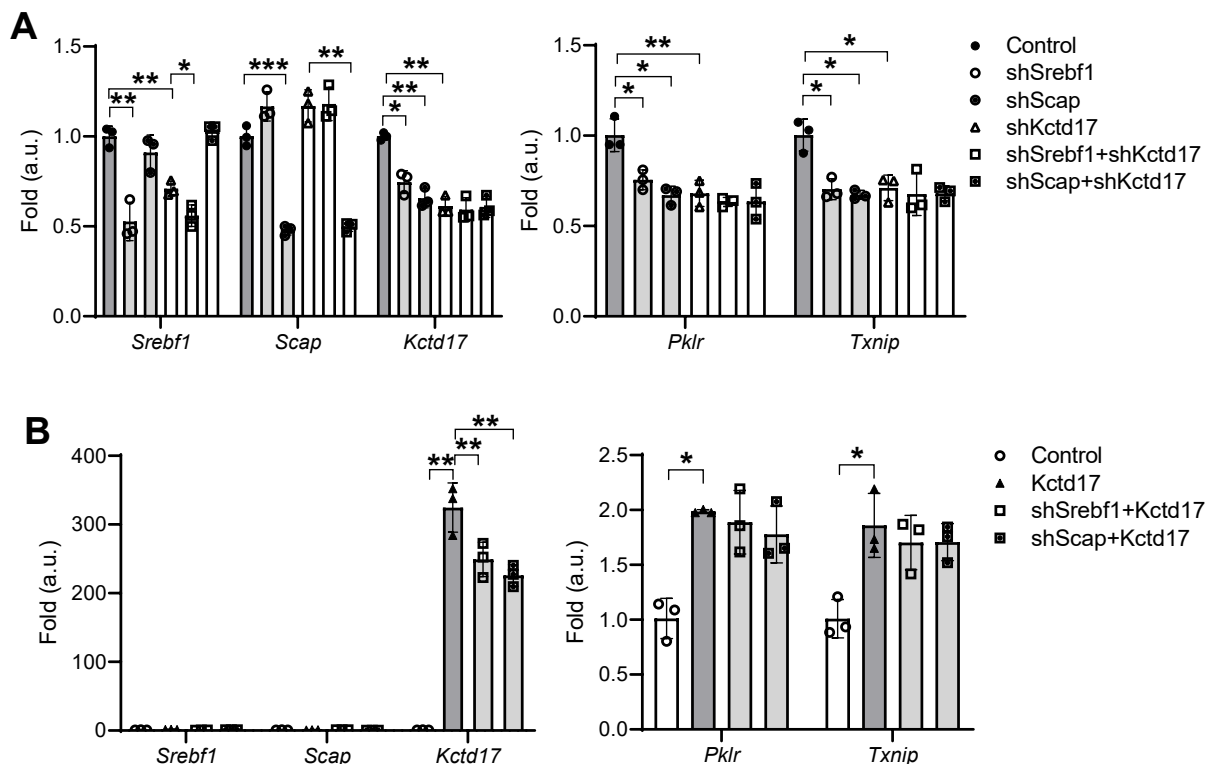 A
Fold (a.u.)
1.5
1.0
0.5
0.0
** ** * *** ** * ** **
Srebf1 Scap Kctd17
Fold (a.u.)
1.5
1.0
0.5
0.0
* * ** * * *
Pklr Txnip
Control
shSrebf1
shScap
shKctd17
shSrebf1+shKctd17
shScap+shKctd17
B
Fold (a.u.)
400
300
200
100
0
** ** **
Srebf1 Scap Kctd17
Fold (a.u.)
2.5
2.0
1.5
1.0
0.5
0.0
* *
Pklr Txnip
Control
Kctd17
shSrebf1+Kctd17
shScap+Kctd17